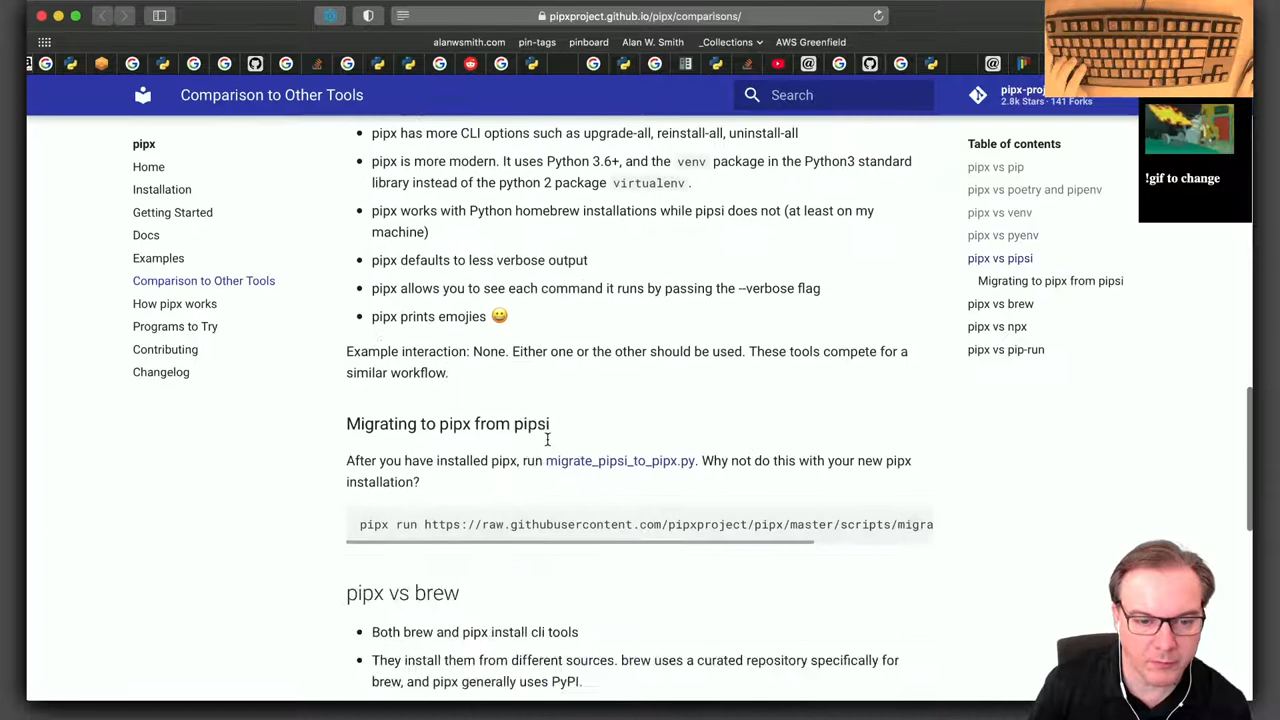 pipxproject.github.io/pipx/comparisons/
alanwsmith.com pin-tags pinboard Alan W. Smith _Collections AWS Greenfield
Comparison to Other Tools
Search
pipx-proj
2.8k Stars · 141 Forks
!gif to change
pipx
Home
Installation
Getting Started
Docs
Examples
Comparison to Other Tools
How pipx works
Programs to Try
Contributing
Changelog
pipx has more CLI options such as upgrade-all, reinstall-all, uninstall-all
pipx is more modern. It uses Python 3.6+, and the venv package in the Python3 standard
library instead of the python 2 package virtualenv.
pipx works with Python homebrew installations while pipsi does not (at least on my
machine)
pipx defaults to less verbose output
pipx allows you to see each command it runs by passing the --verbose flag
pipx prints emojies 😀
Example interaction: None. Either one or the other should be used. These tools compete for a
similar workflow.
Migrating to pipx from pipsi
After you have installed pipx, run migrate_pipsi_to_pipx.py. Why not do this with your new pipx
installation?
pipx run https://raw.githubusercontent.com/pipxproject/pipx/master/scripts/migra
pipx vs brew
Both brew and pipx install cli tools
They install them from different sources. brew uses a curated repository specifically for
brew, and pipx generally uses PyPI.
Table of contents
pipx vs pip
pipx vs poetry and pipenv
pipx vs venv
pipx vs pyenv
pipx vs pipsi
Migrating to pipx from pipsi
pipx vs brew
pipx vs npx
pipx vs pip-run